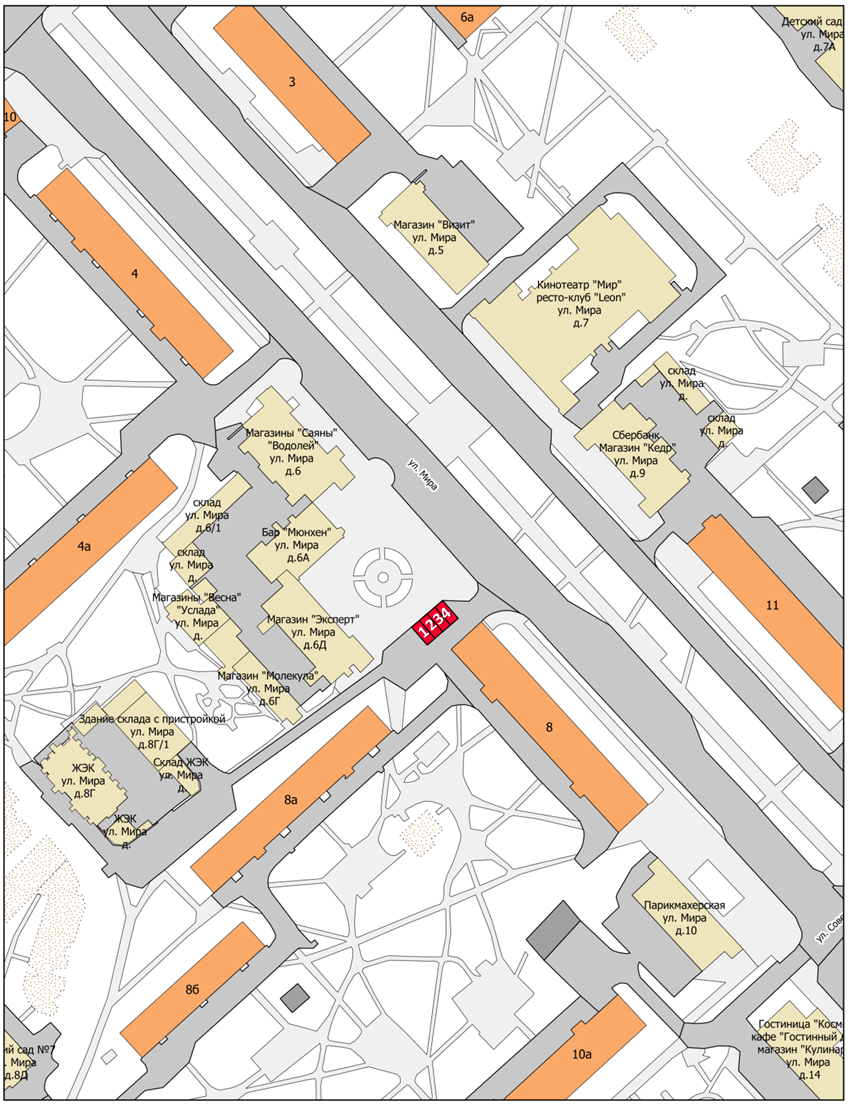 6а
Детский сад
ул. Мира
д.7А
3
10
Магазин "Визит"
ул. Мира
д.5
4
Кинотеатр "Мир"
ресто-клуб "Leon"
ул. Мира
д.7
склад
ул. Мира
д.
склад
ул. Мира
д.
Сбербанк
Магазин "Кедр"
ул. Мира
д.9
Магазины "Саяны"
"Водолей"
ул. Мира
д.6
ул. Мира
склад
ул. Мира
д.6/1
Бар "Мюнхен"
ул. Мира
д.6А
4а
склад
ул. Мира
д.
Магазины "Весна"
"Услада"
ул. Мира
д.
Магазин "Эксперт"
ул. Мира
д.6Д
1234
11
Магазин "Молекула"
ул. Мира
д.6Г
Здание склада с пристройкой
ул. Мира
д.8Г/1
8
ЖЭК
ул. Мира
д.8Г
Склад ЖЭК
ул. Мира
д.
8а
ЖЭК
ул. Мира
д.
Парикмахерская
ул. Мира
д.10
ул. Сове
8б
ий сад №7
. Мира
д.8Д
10а
Гостиница "Косм
кафе "Гостинный
магазин "Кулинар
ул. Мира
д.14